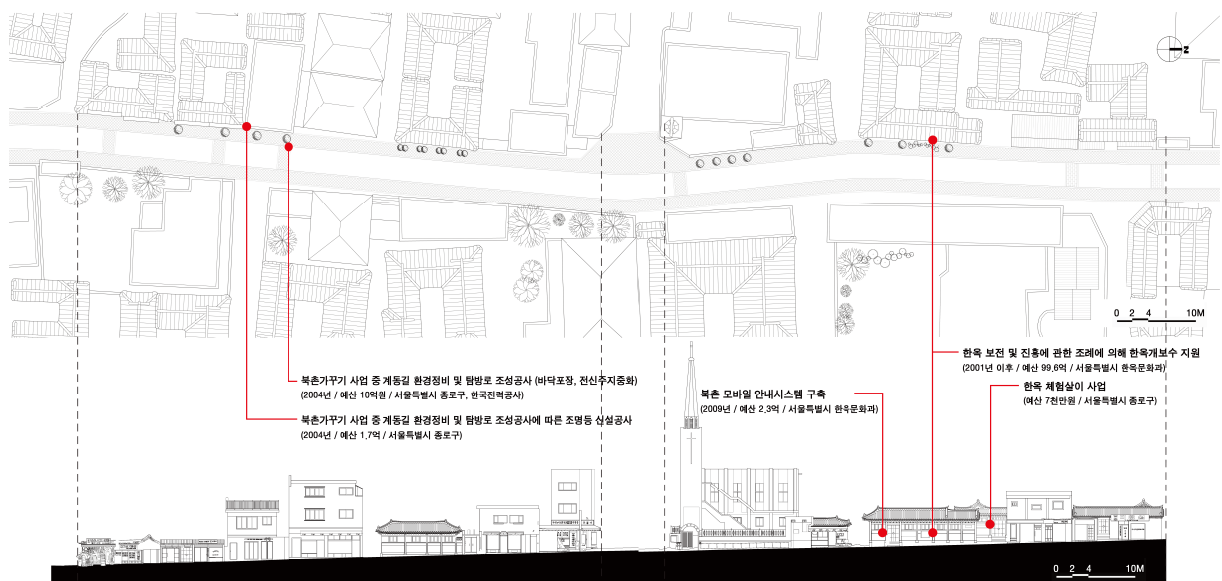 N
0 2 4 10M
북촌가꾸기 사업 중 계동길 환경정비 및 탐방로 조성공사 (바닥포장, 전신주지중화)
(2004년 / 예산 10억원 / 서울특별시 종로구, 한국전력공사)
북촌가꾸기 사업 중 계동길 환경정비 및 탐방로 조성공사에 따른 조명등 신설공사
(2004년 / 예산 1.7억 / 서울특별시 종로구)
북촌 모바일 안내시스템 구축
(2009년 / 예산 2.3억 / 서울특별시 한옥문화과)
한옥 보전 및 진흥에 관한 조례에 의해 한옥개보수 지원
(2001년 이후 / 예산 99.6억 / 서울특별시 한옥문화과)
한옥 체험살이 사업
(예산 7천만원 / 서울특별시 종로구)
0 2 4 10M